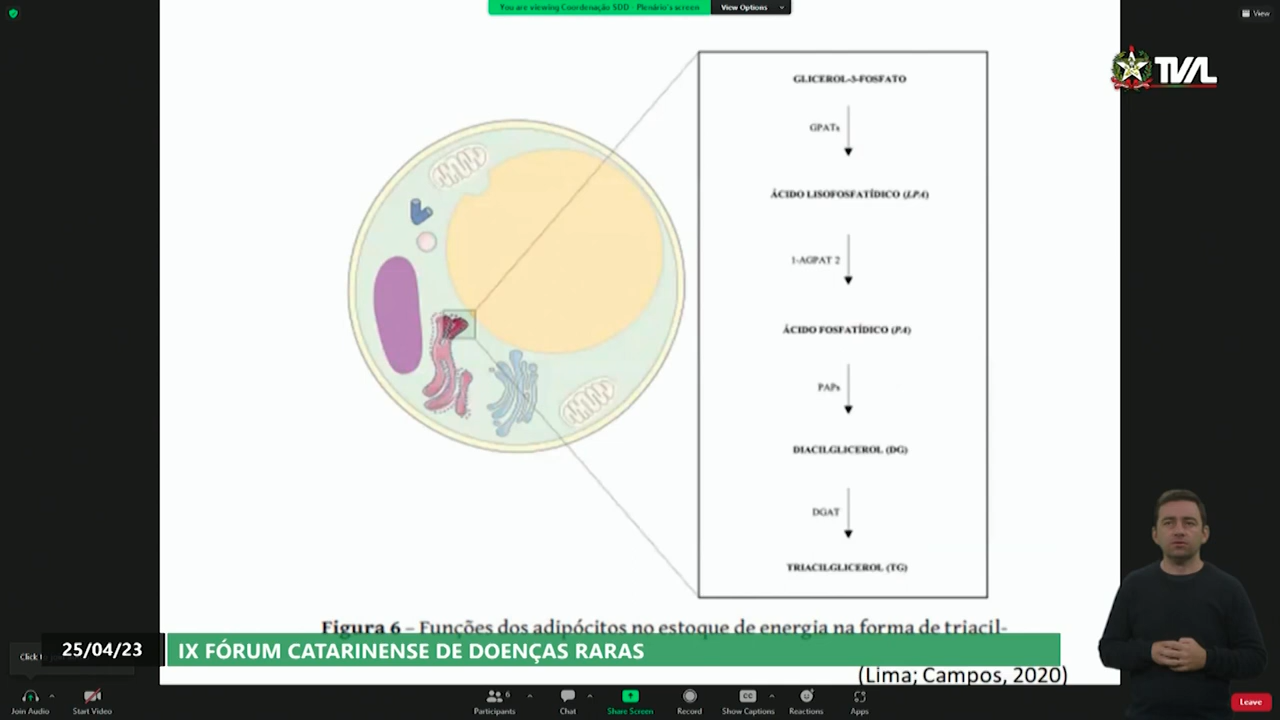 You are viewing Coordenação SDD - Plenário's screen
View Options
View
TVAL
GLICEROL-3-FOSFATO
GPATs
ÁCIDO LISOFOSFATÍDICO (LPA)
1-AGPAT 2
ÁCIDO FOSFATÍDICO (PA)
PAPs
DIACILGLICEROL (DG)
DGAT
TRIACILGLICEROL (TG)
Figura 6 – Funções dos adipócitos no estoque de energia na forma de triacil-
25/04/23
IX FÓRUM CATARINENSE DE DOENÇAS RARAS
(Lima; Campos, 2020)
Join Audio
Start Video
6
Participants
Chat
Share Screen
Record
CC
Show Captions
Reactions
Apps
Leave